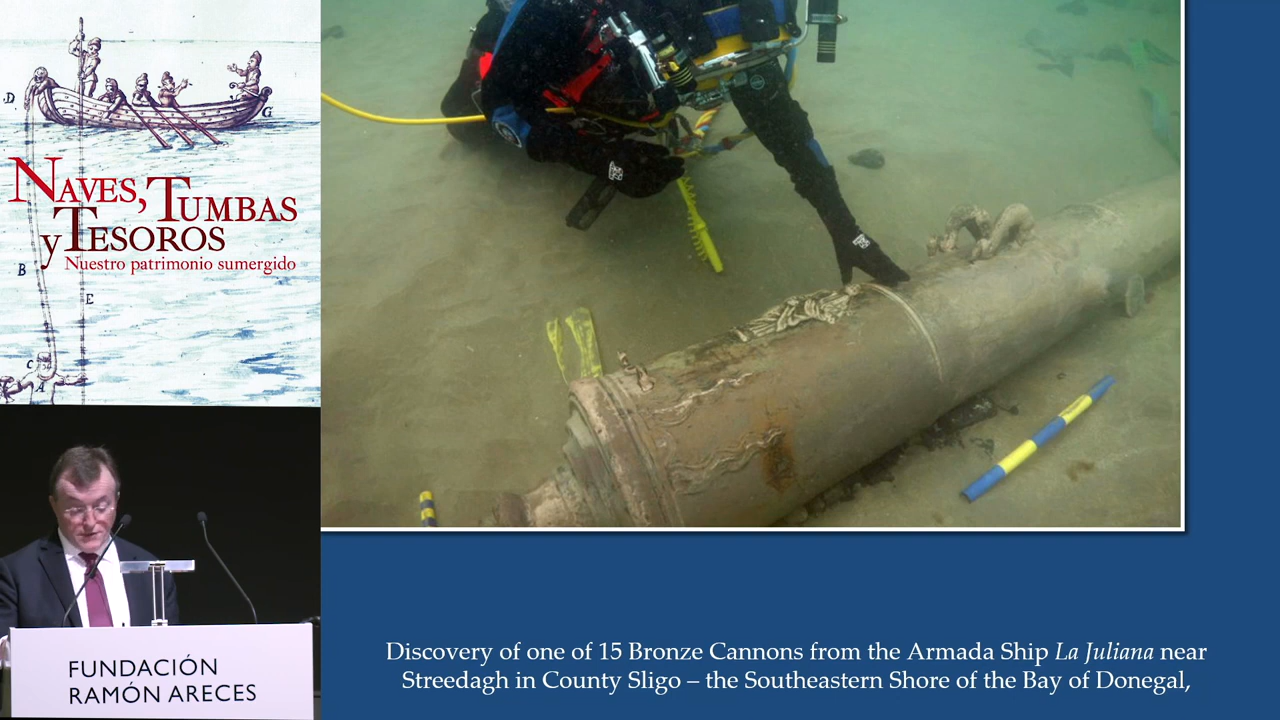 D
G
NAVES, TUMBAS
y TESOROS
Nuestro patrimonio sumergido
B
E
C
A
FUNDACIÓN
RAMÓN ARECES
Discovery of one of 15 Bronze Cannons from the Armada Ship La Juliana near
Streedagh in County Sligo – the Southeastern Shore of the Bay of Donegal,